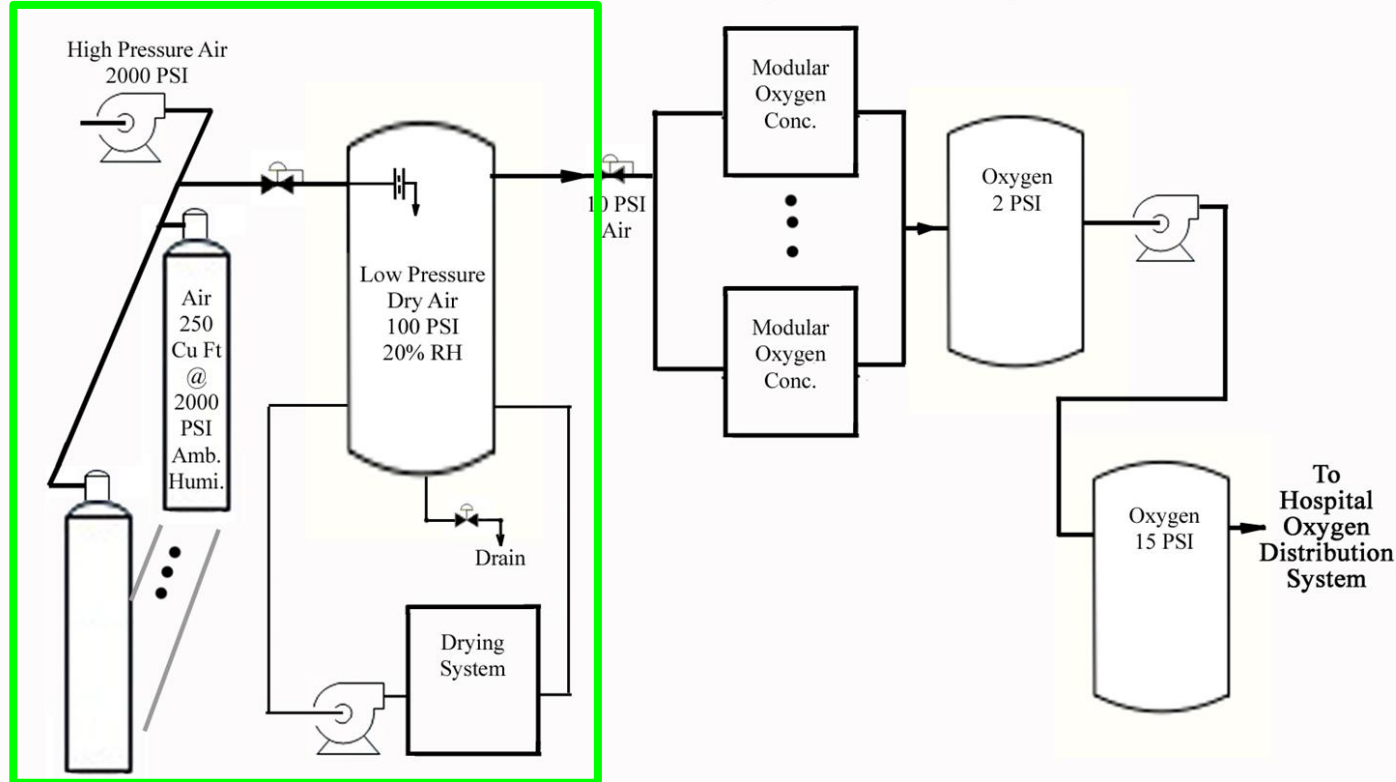 High Pressure Air
2000 PSI
Air
250
Cu Ft
@
2000
PSI
Amb.
Humi.
Low Pressure
Dry Air
100 PSI
20% RH
Drain
Drying
System
10 PSI
Air
Modular
Oxygen
Conc.
Modular
Oxygen
Conc.
Oxygen
2 PSI
Oxygen
15 PSI
To
Hospital
Oxygen
Distribution
System